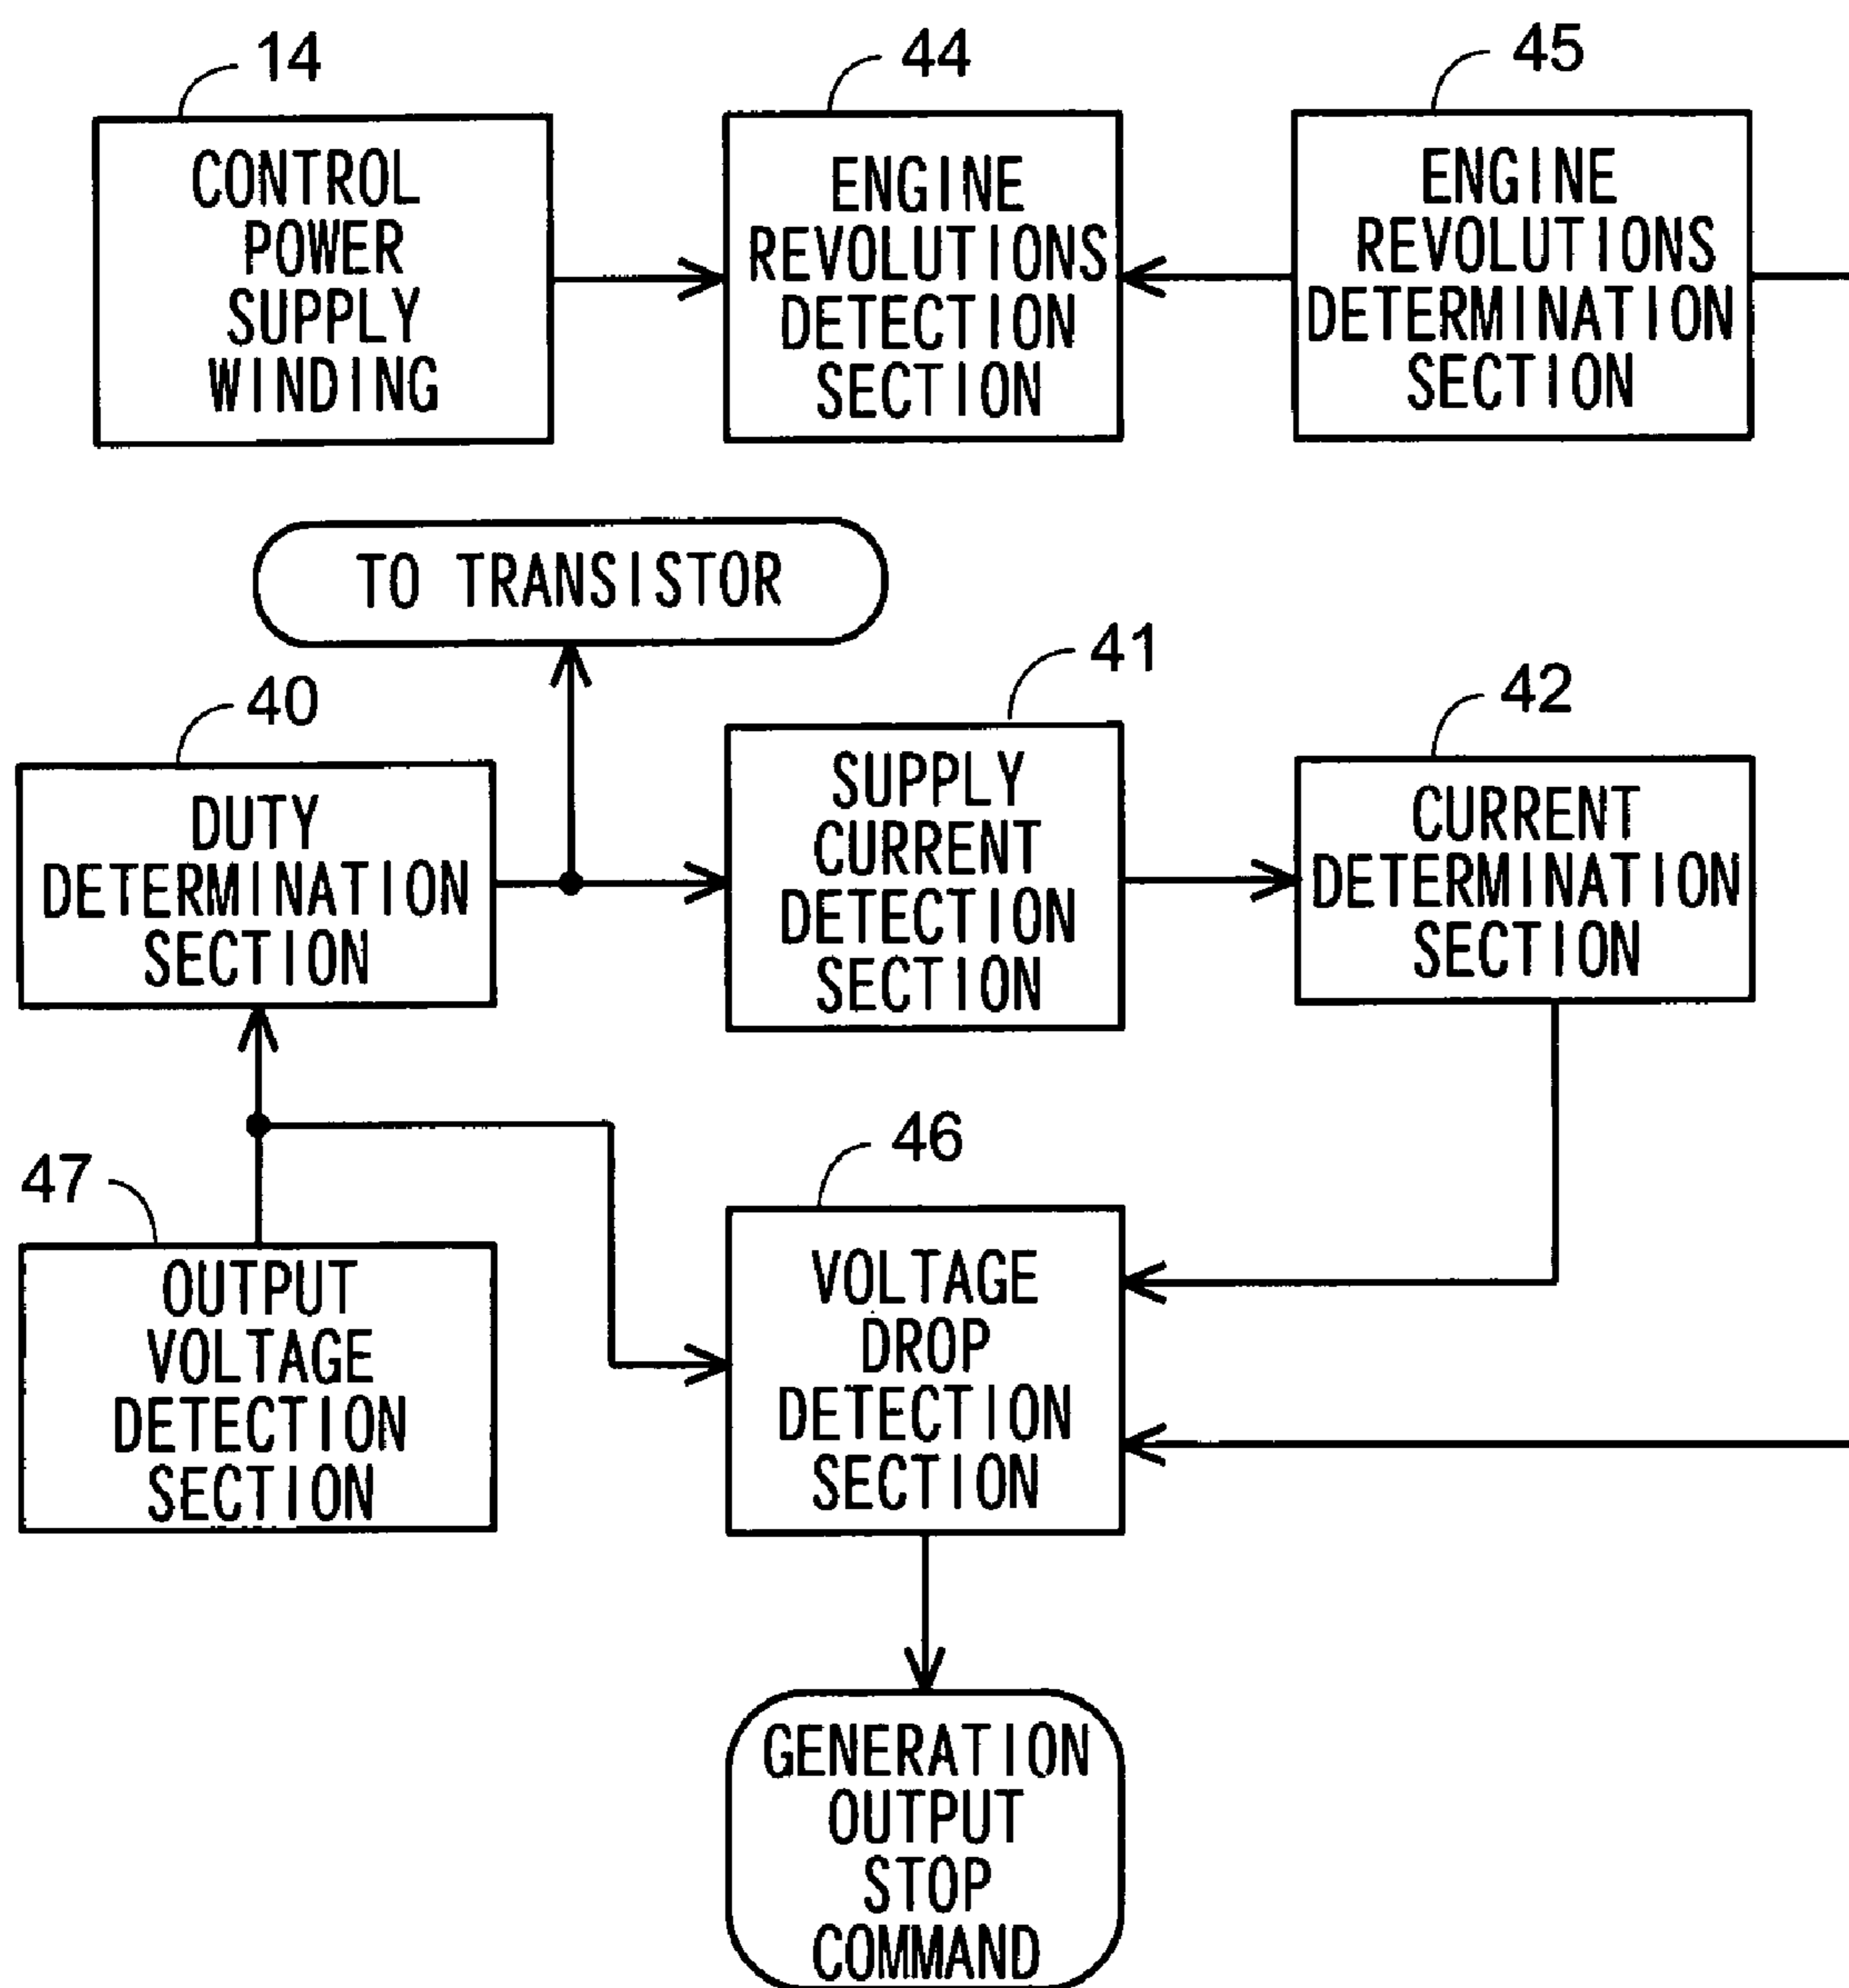 14
CONTROL
POWER
SUPPLY
WINDING
44
ENGINE
REVOLUTIONS
DETECTION
SECTION
45
ENGINE
REVOLUTIONS
DETERMINATION
SECTION
TO TRANSISTOR
40
DUTY
DETERMINATION
SECTION
41
SUPPLY
CURRENT
DETECTION
SECTION
42
CURRENT
DETERMINATION
SECTION
47
OUTPUT
VOLTAGE
DETECTION
SECTION
46
VOLTAGE
DROP
DETECTION
SECTION
GENERATION
OUTPUT
STOP
COMMAND